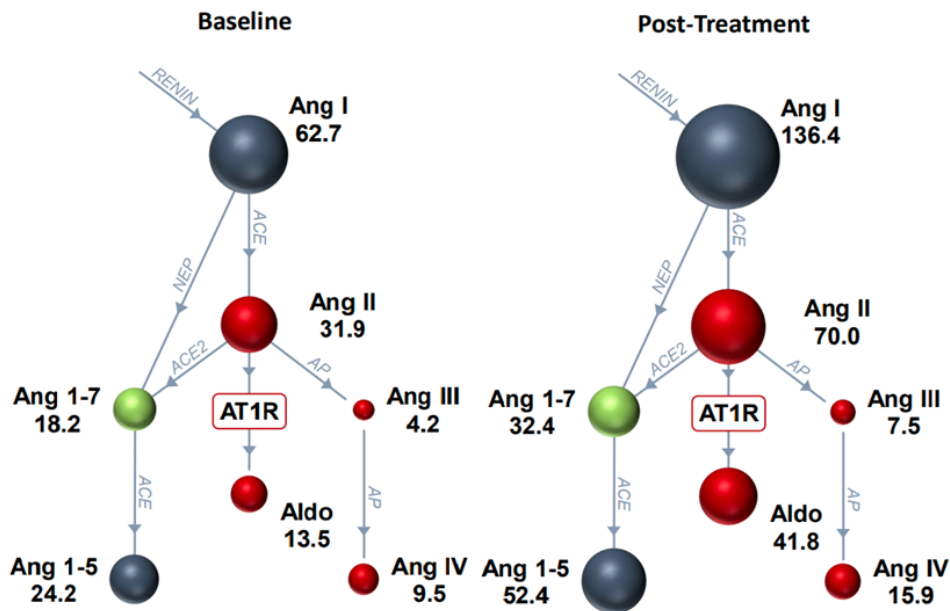 Baseline
RENIN
Ang I
62.7
ACE
NEP
Ang II
31.9
ACE2
AP
Ang 1-7
18.2
AT1R
Ang III
4.2
ACE
AP
Aldo
13.5
Ang 1-5
24.2
Ang IV
9.5
Post-Treatment
RENIN
Ang I
136.4
ACE
NEP
Ang II
70.0
ACE2
AP
Ang 1-7
32.4
AT1R
Ang III
7.5
ACE
AP
Aldo
41.8
Ang 1-5
52.4
Ang IV
15.9